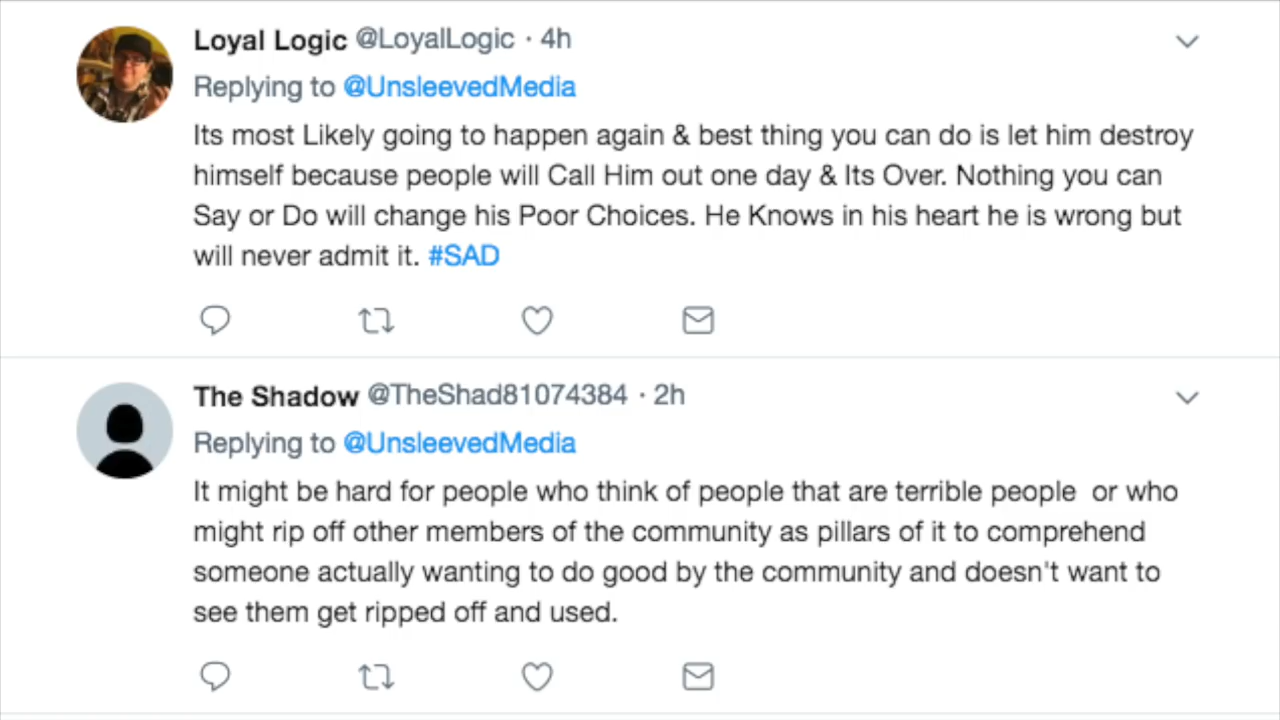 Loyal Logic @LoyalLogic · 4h
Replying to @UnsleevedMedia
Its most Likely going to happen again & best thing you can do is let him destroy
himself because people will Call Him out one day & Its Over. Nothing you can
Say or Do will change his Poor Choices. He Knows in his heart he is wrong but
will never admit it. #SAD
The Shadow @TheShad81074384 · 2h
Replying to @UnsleevedMedia
It might be hard for people who think of people that are terrible people  or who
might rip off other members of the community as pillars of it to comprehend
someone actually wanting to do good by the community and doesn't want to
see them get ripped off and used.